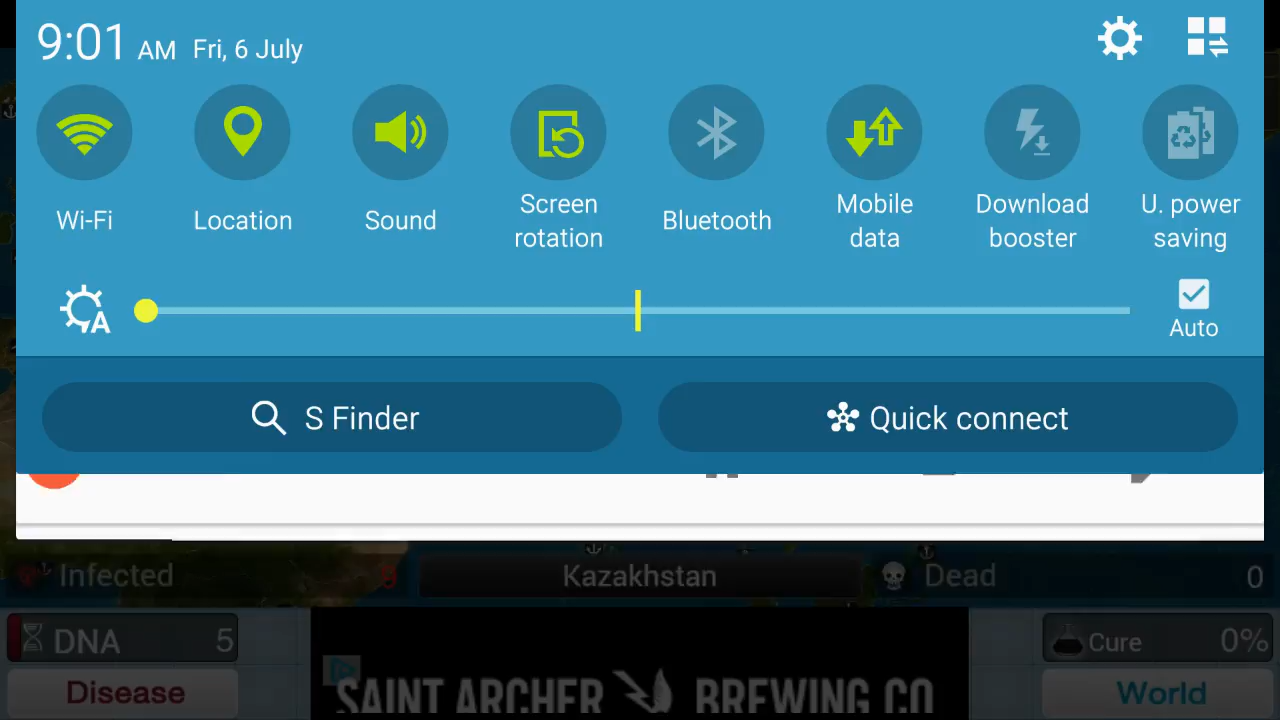 9:01 AM Fri, 6 July
Wi-Fi
Location
Sound
Screen rotation
Bluetooth
Mobile data
Download booster
U. power saving
A
Auto
S Finder
Quick connect
Infected 9
Kazakhstan
Dead 0
DNA 5
Cure 0%
Disease
SAINT ARCHER BREWING CO
World